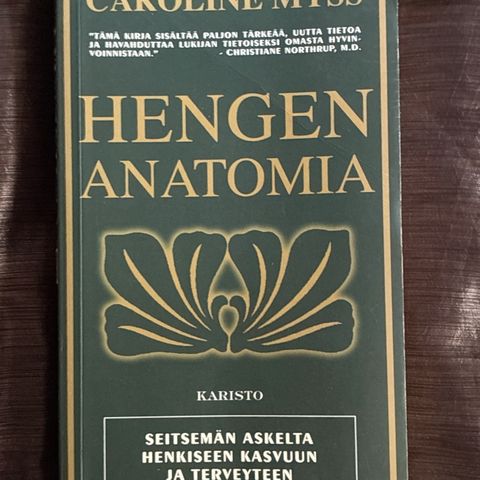 CAROLINE MYSS
"TÄMÄ KIRJA SISÄLTÄÄ PALJON TÄRKEÄÄ, UUTTA TIETOA
JA HAVAHDUTTAA LUKIJAN TIETOISEKSI OMASTA HYVIN-
VOINNISTAAN." - CHRISTIANE NORTHRUP, M.D.
HENGEN
ANATOMIA
KARISTO
SEITSEMÄN ASKELTA
HENKISEEN KASVUUN
JA TERVEYTEEN